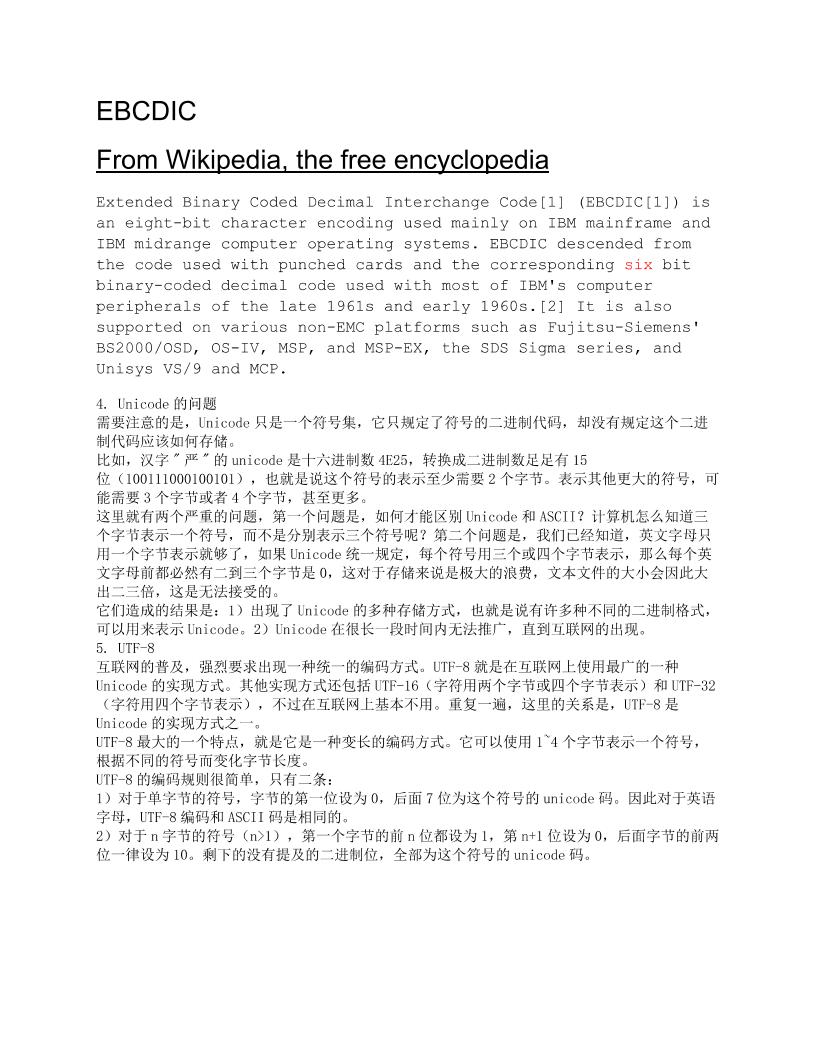 EBCDIC
From Wikipedia, the free encyclopedia
Extended Binary Coded Decimal Interchange Code[1] (EBCDIC[1]) is
an eight-bit character encoding used mainly on IBM mainframe and
IBM midrange computer operating systems. EBCDIC descended from
the code used with punched cards and the corresponding six bit
binary-coded decimal code used with most of IBM's computer
peripherals of the late 1961s and early 1960s.[2] It is also
supported on various non-EMC platforms such as Fujitsu-Siemens'
BS2000/OSD, OS-IV, MSP, and MSP-EX, the SDS Sigma series, and
Unisys VS/9 and MCP.
4. Unicode 的问题
需要注意的是，Unicode 只是一个符号集，它只规定了符号的二进制代码，却没有规定这个二进
制代码应该如何存储。
比如，汉字＂严＂的 unicode 是十六进制数 4E25，转换成二进制数足足有 15
位（100111000100101），也就是说这个符号的表示至少需要 2 个字节。表示其他更大的符号，可
能需要 3 个字节或者 4 个字节，甚至更多。
这里就有两个严重的问题，第一个问题是，如何才能区别 Unicode 和 ASCII？计算机怎么知道三
个字节表示一个符号，而不是分别表示三个符号呢？第二个问题是，我们已经知道，英文字母只
用一个字节表示就够了，如果 Unicode 统一规定，每个符号用三个或四个字节表示，那么每个英
文字母前都必然有二到三个字节是 0，这对于存储来说是极大的浪费，文本文件的大小会因此大
出二三倍，这是无法接受的。
它们造成的结果是：1）出现了 Unicode 的多种存储方式，也就是说有许多种不同的二进制格式，
可以用来表示 Unicode。2）Unicode 在很长一段时间内无法推广，直到互联网的出现。
5. UTF-8
互联网的普及，强烈要求出现一种统一的编码方式。UTF-8 就是在互联网上使用最广的一种
Unicode 的实现方式。其他实现方式还包括 UTF-16（字符用两个字节或四个字节表示）和 UTF-32
（字符用四个字节表示），不过在互联网上基本不用。重复一遍，这里的关系是，UTF-8 是
Unicode 的实现方式之一。
UTF-8 最大的一个特点，就是它是一种变长的编码方式。它可以使用 1~4 个字节表示一个符号，
根据不同的符号而变化字节长度。
UTF-8 的编码规则很简单，只有二条：
1）对于单字节的符号，字节的第一位设为 0，后面 7 位为这个符号的 unicode 码。因此对于英语
字母，UTF-8 编码和 ASCII 码是相同的。
2）对于 n 字节的符号（n>1），第一个字节的前 n 位都设为 1，第 n+1 位设为 0，后面字节的前两
位一律设为 10。剩下的没有提及的二进制位，全部为这个符号的 unicode 码。